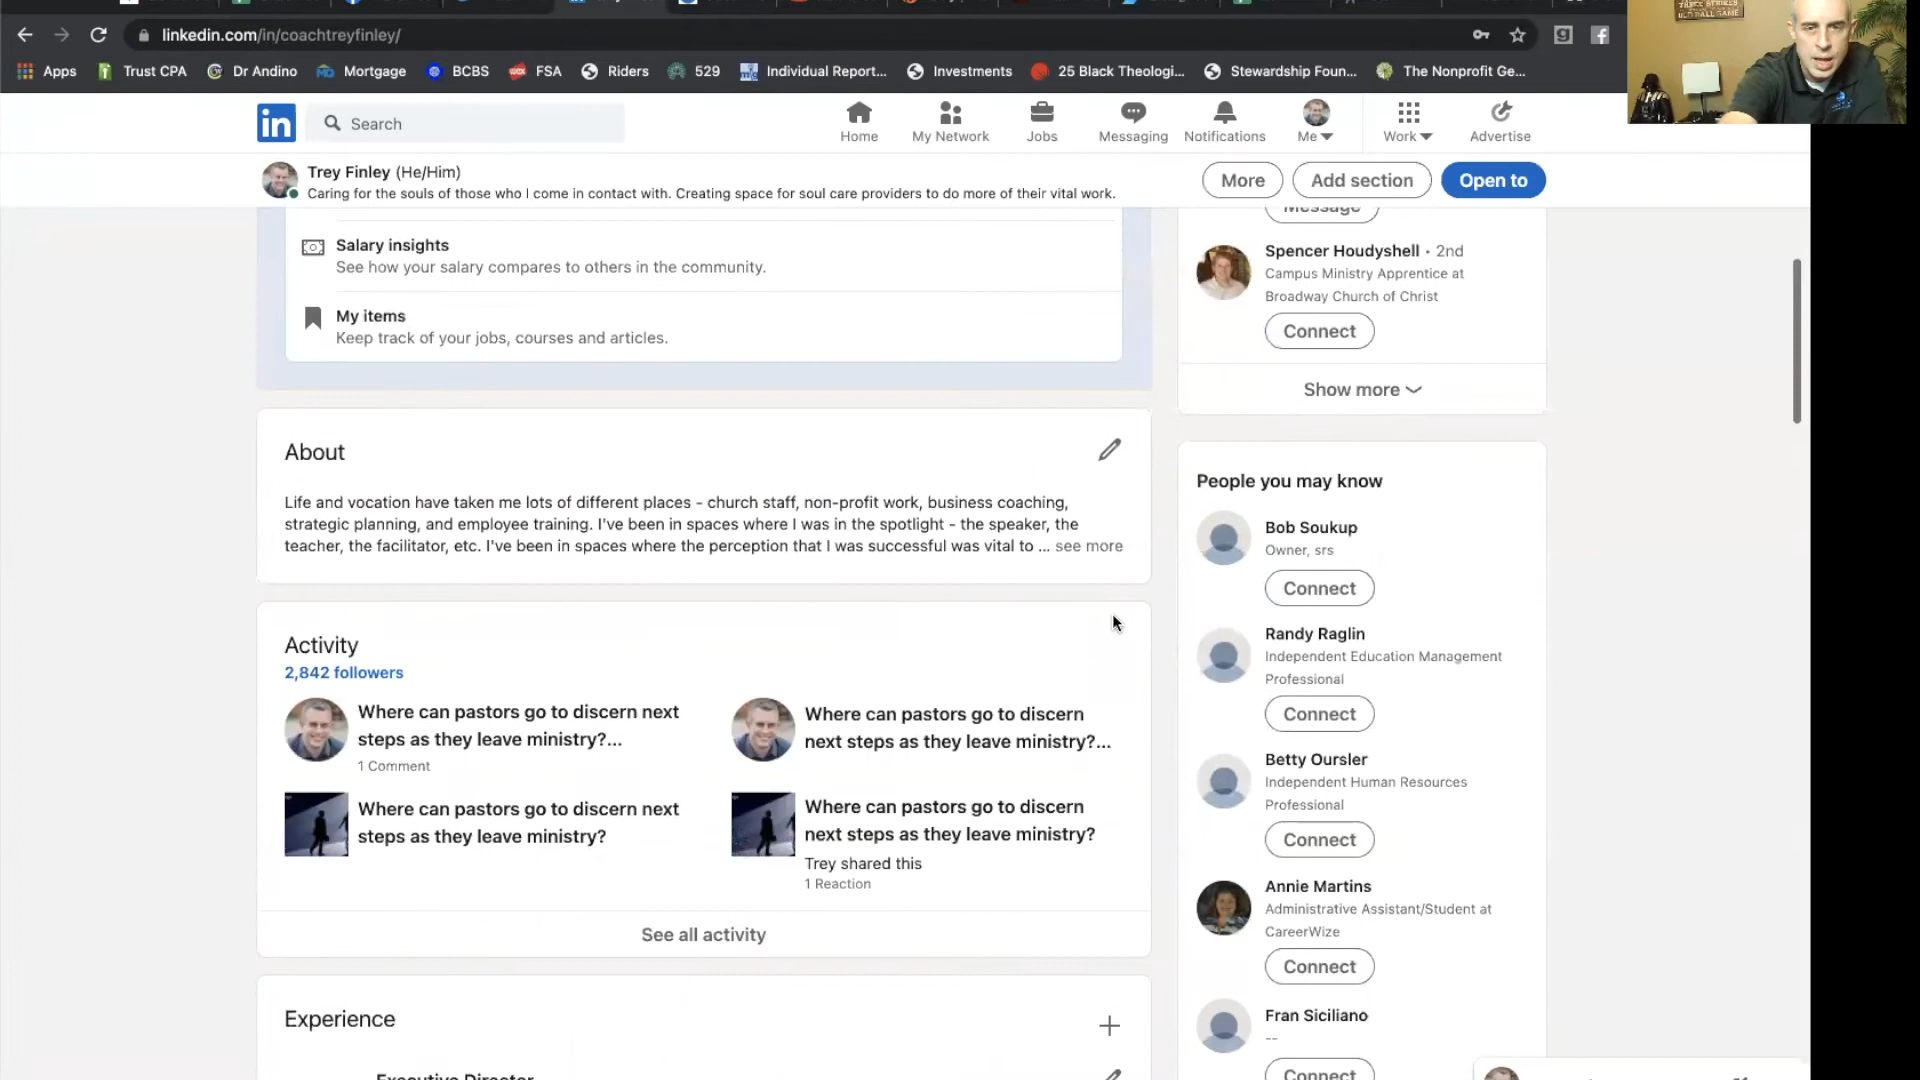 linkedin.com/in/coachtreyfinley/
Apps
Trust CPA
Dr Andino
Mortgage
BCBS
FSA
Riders
529
Individual Report...
Investments
25 Black Theologi...
Stewardship Foun...
The Nonprofit Ge...
THREE STRIKES
OLD BALL GAME
in
Search
Home
My Network
Jobs
Messaging
Notifications
Me
Work
Advertise
Trey Finley (He/Him)
Caring for the souls of those who I come in contact with. Creating space for soul care providers to do more of their vital work.
More
Add section
Open to
Salary insights
See how your salary compares to others in the community.
My items
Keep track of your jobs, courses and articles.
About
Life and vocation have taken me lots of different places - church staff, non-profit work, business coaching,
strategic planning, and employee training. I've been in spaces where I was in the spotlight - the speaker, the
teacher, the facilitator, etc. I've been in spaces where the perception that I was successful was vital to ... see more
Activity
2,842 followers
Where can pastors go to discern next
steps as they leave ministry?...
1 Comment
Where can pastors go to discern
next steps as they leave ministry?...
Where can pastors go to discern next
steps as they leave ministry?
Where can pastors go to discern
next steps as they leave ministry?
Trey shared this
1 Reaction
See all activity
Experience
Executive Director
Message
Spencer Houdyshell • 2nd
Campus Ministry Apprentice at
Broadway Church of Christ
Connect
Show more
People you may know
Bob Soukup
Owner, srs
Connect
Randy Raglin
Independent Education Management
Professional
Connect
Betty Oursler
Independent Human Resources
Professional
Connect
Annie Martins
Administrative Assistant/Student at
CareerWize
Connect
Fran Siciliano
--
Connect